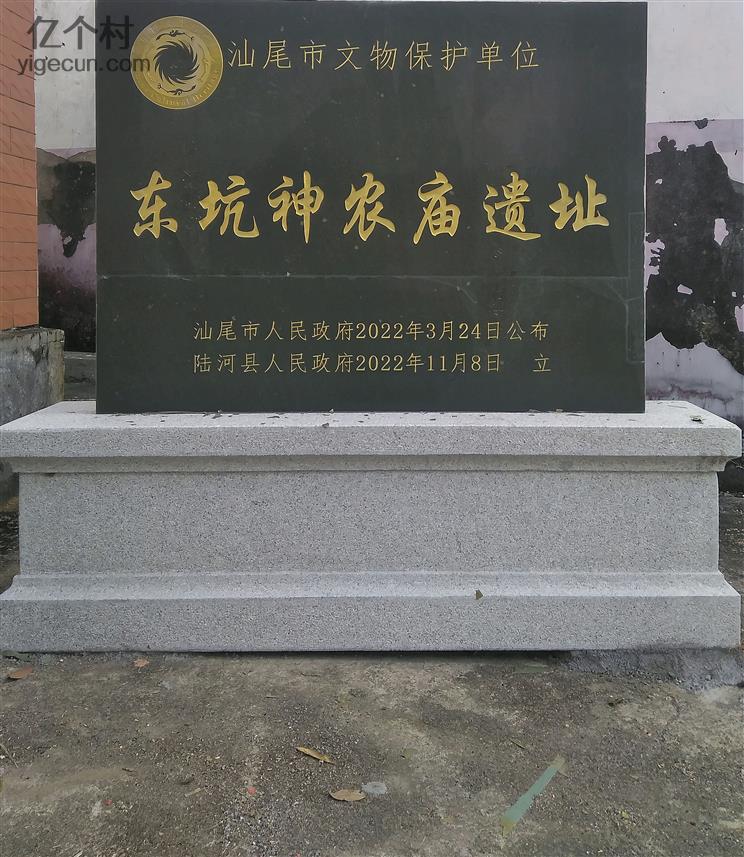 亿个村
yigecun.com
汕尾市文物保护单位
东坑神农庙遗址
汕尾市人民政府2022年3月24日公布
陆河县人民政府2022年11月8日 立